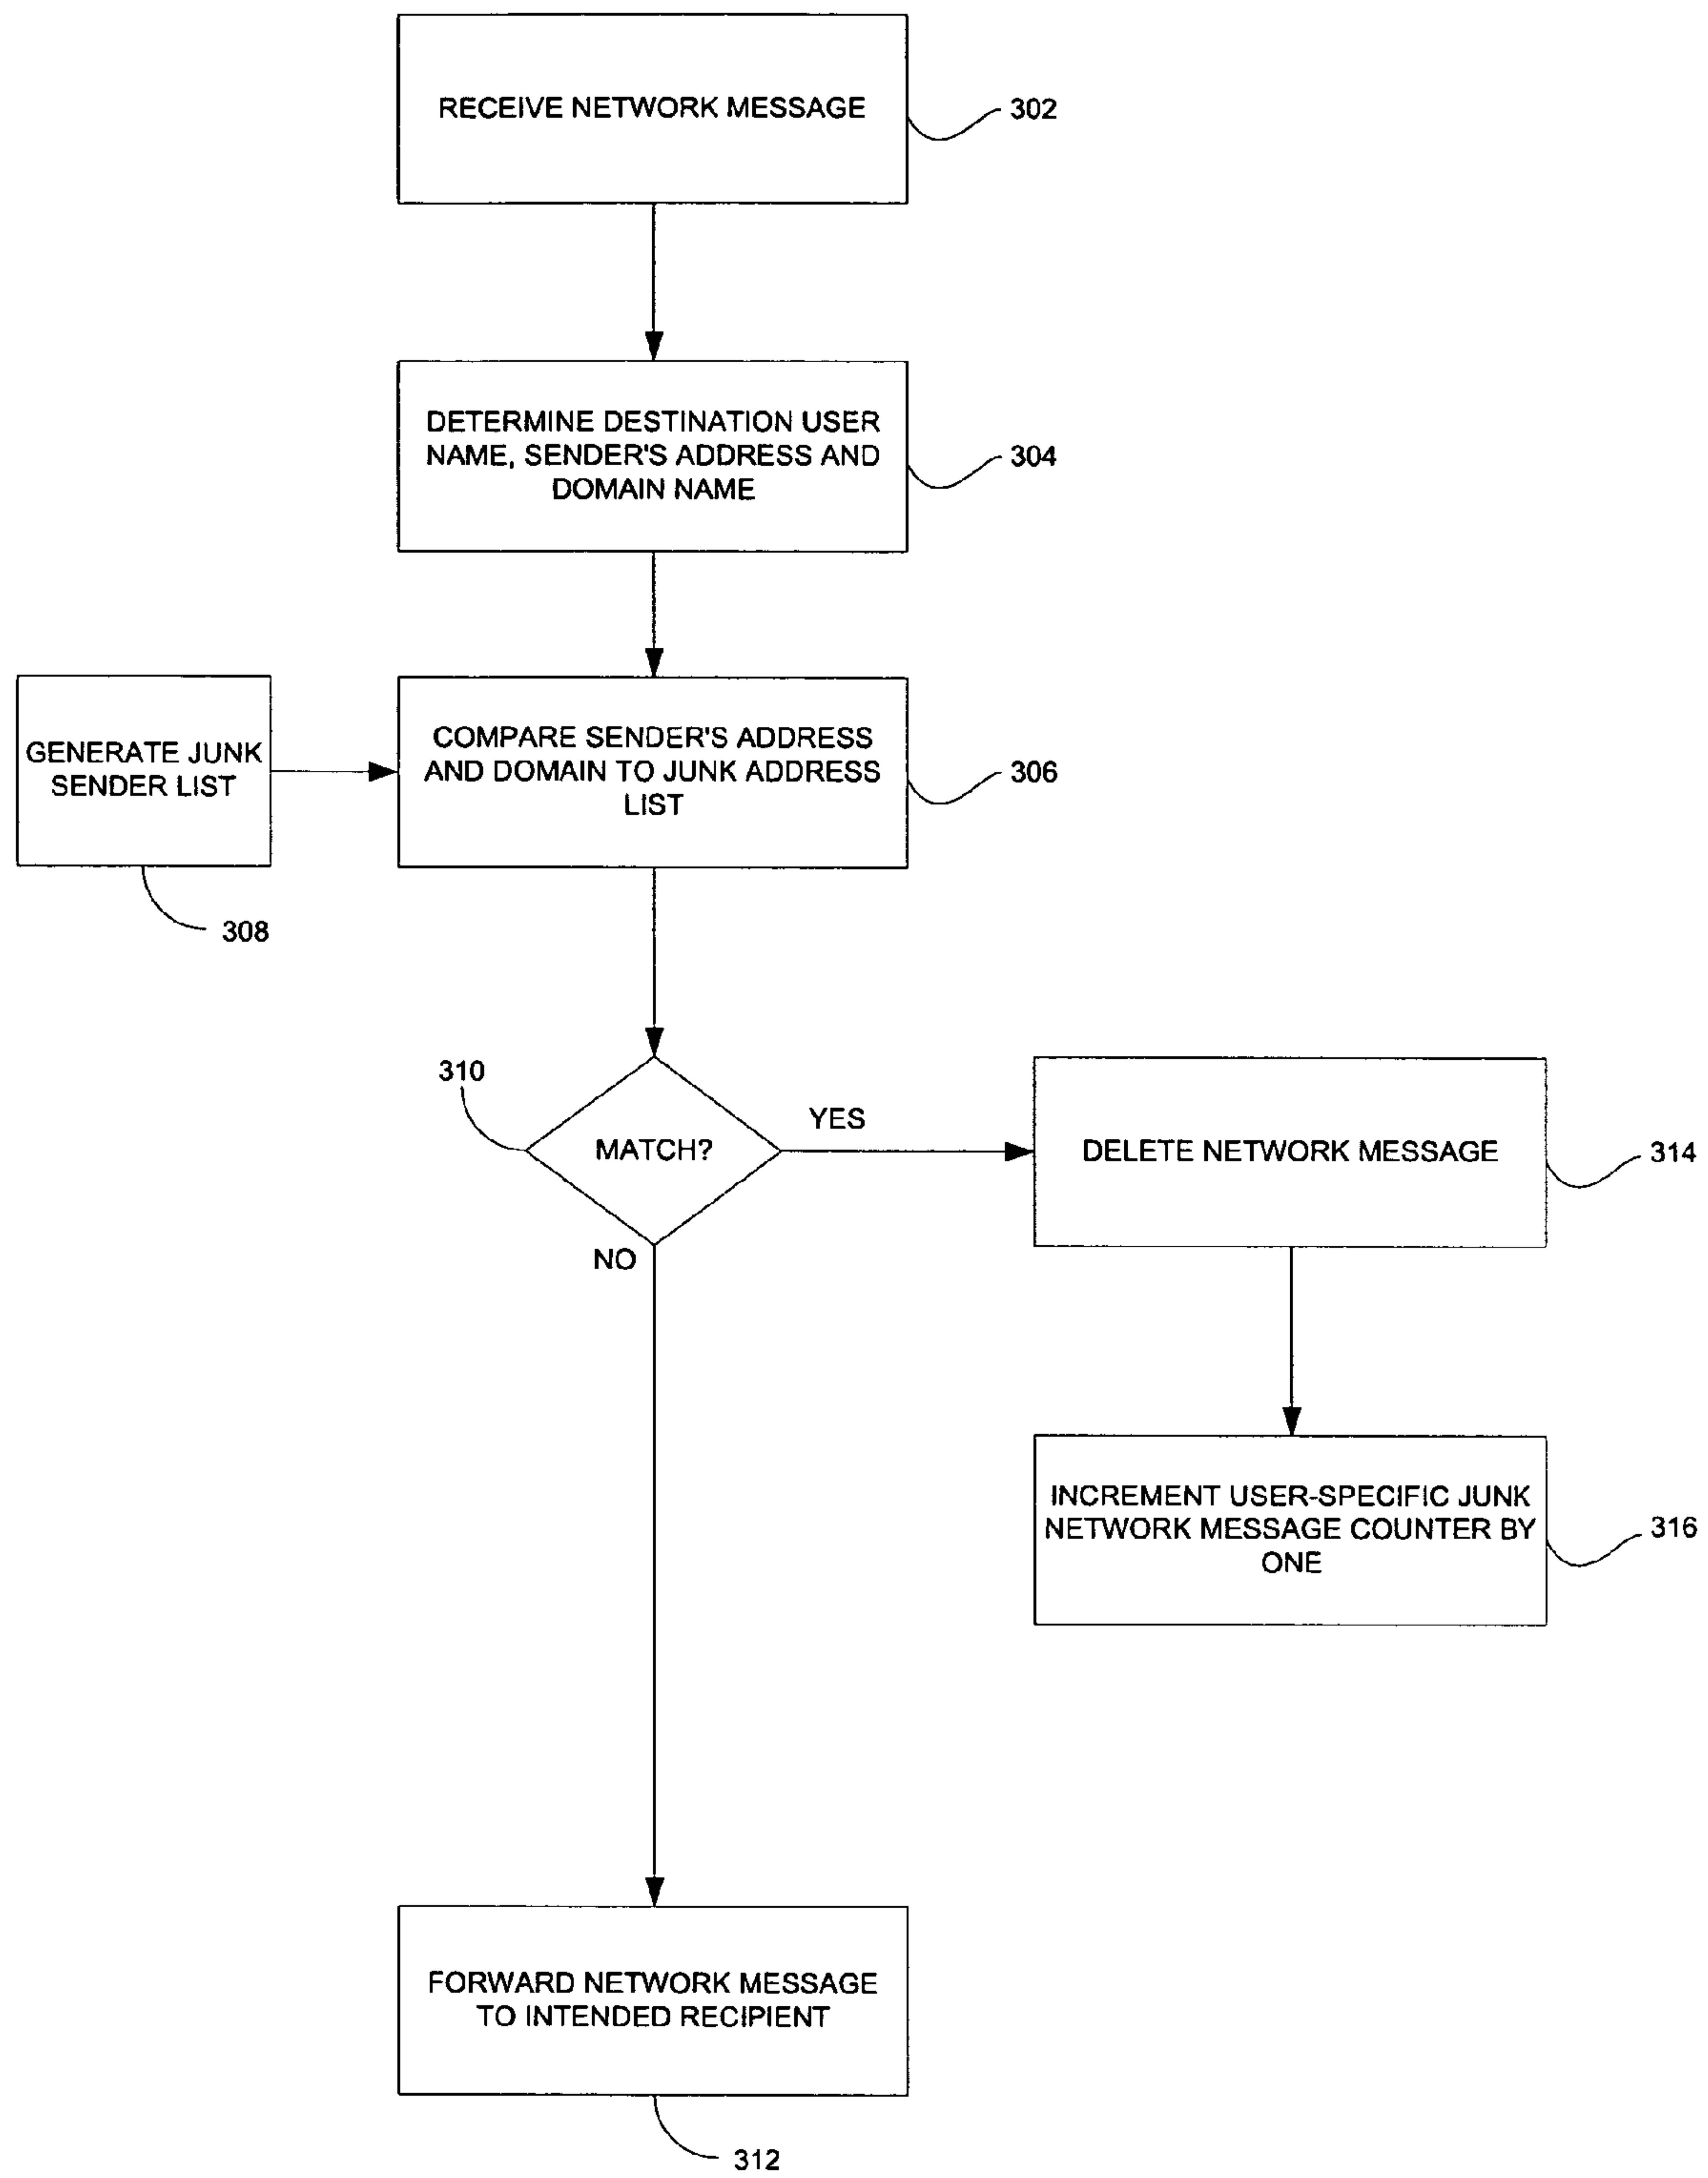 RECEIVE NETWORK MESSAGE
302
DETERMINE DESTINATION USER
NAME, SENDER'S ADDRESS AND
DOMAIN NAME
304
GENERATE JUNK
SENDER LIST
308
COMPARE SENDER'S ADDRESS
AND DOMAIN TO JUNK ADDRESS
LIST
306
310
MATCH?
YES
NO
DELETE NETWORK MESSAGE
314
INCREMENT USER-SPECIFIC JUNK
NETWORK MESSAGE COUNTER BY
ONE
316
FORWARD NETWORK MESSAGE
TO INTENDED RECIPIENT
312